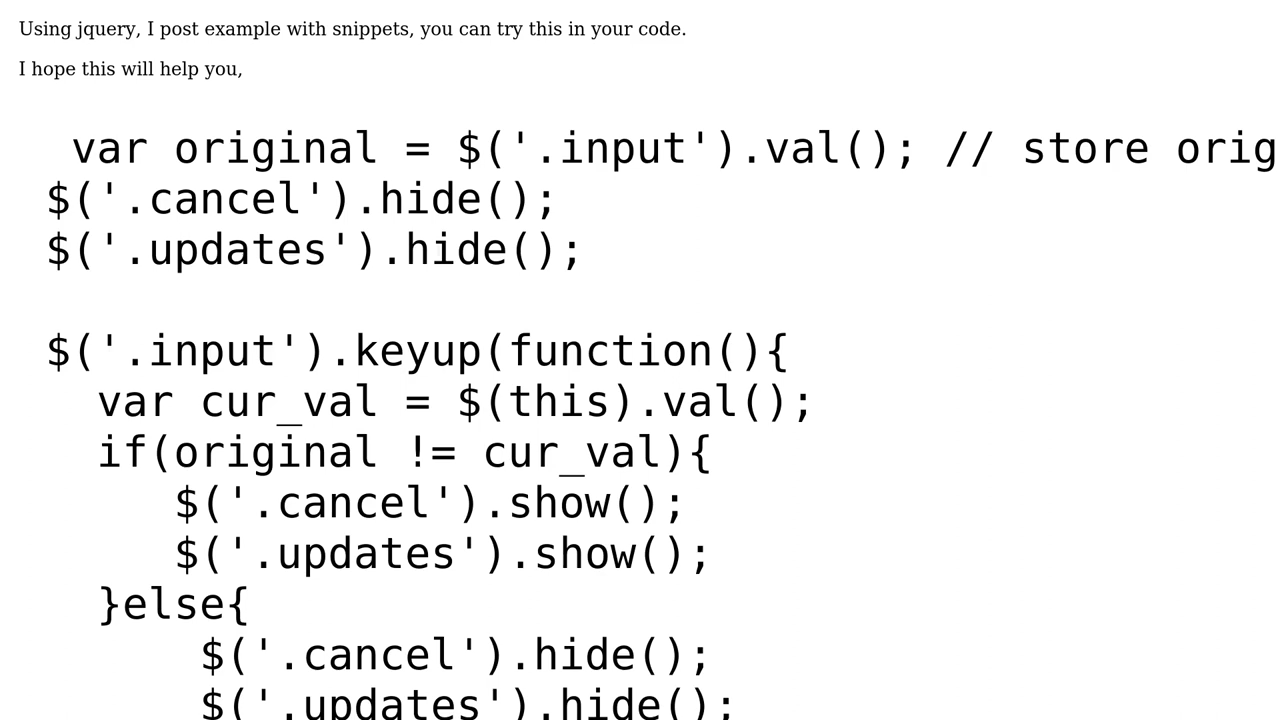 Using jquery, I post example with snippets, you can try this in your code.
I hope this will help you,
var original = $('.input').val(); // store orig
$('.cancel').hide();
$('.updates').hide();
$('.input').keyup(function(){
var cur_val = $(this).val();
if(original != cur_val){
$('.cancel').show();
$('.updates').show();
}else{
$('.cancel').hide();
$('.updates').hide();